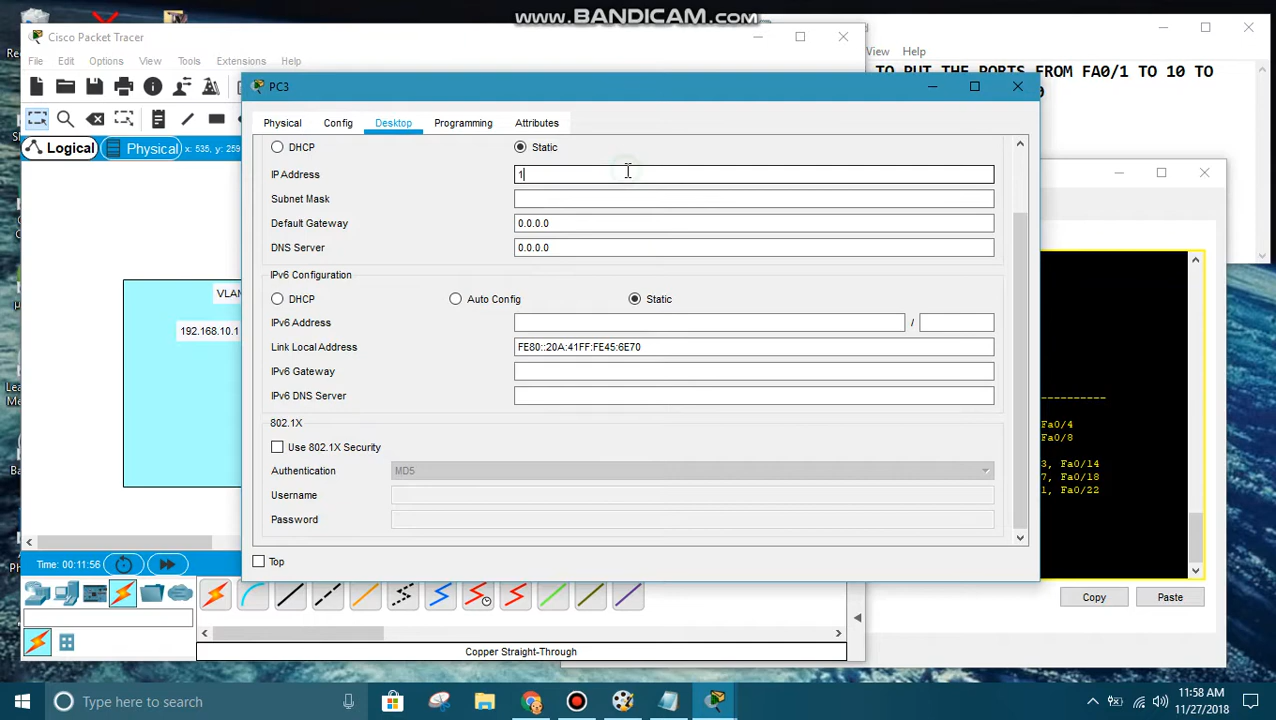 www.BANDICAM.com
Cisco Packet Tracer
File Edit Options View Tools Extensions Help
View Help
TO PUT THE PORTS FROM FA0/1 TO 10 TO
PC3
Physical Config Desktop Programming Attributes
Logical Physical x: 535, y: 259
DHCP Static
IP Address 1
Subnet Mask
Default Gateway 0.0.0.0
DNS Server 0.0.0.0
IPv6 Configuration
DHCP Auto Config Static
IPv6 Address /
Link Local Address FE80::20A:41FF:FE45:6E70
IPv6 Gateway
IPv6 DNS Server
802.1X
Use 802.1X Security
Authentication MD5
Username
Password
Top
VLAN
192.168.10.1
----------
Fa0/4
Fa0/8
3, Fa0/14
7, Fa0/18
1, Fa0/22
Copy Paste
Time: 00:11:56
Copper Straight-Through
Type here to search
11:58 AM
11/27/2018